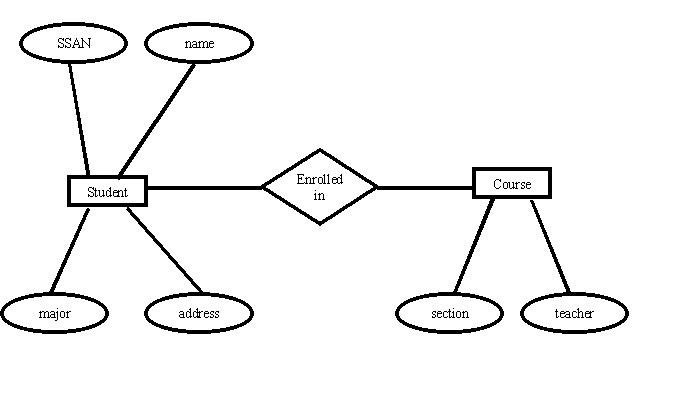 SSAN
name
Student
Enrolled
in
Course
major
address
section
teacher